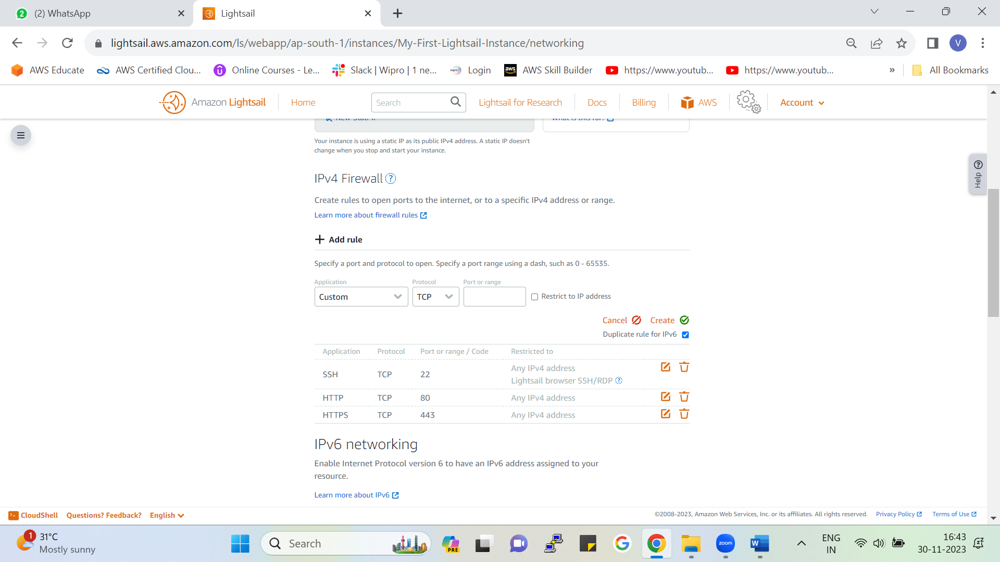 2 (2) WhatsApp
Lightsail
lightsail.aws.amazon.com/ls/webapp/ap-south-1/instances/My-First-Lightsail-Instance/networking
V
AWS Educate
AWS Certified Clou...
Online Courses - Le...
Slack | Wipro | 1 ne...
Login
AWS Skill Builder
https://www.youtub...
https://www.youtub...
»
All Bookmarks
Amazon Lightsail
Home
Search
Lightsail for Research
Docs
Billing
AWS
Account
What is this for?
Your instance is using a static IP as its public IPv4 address. A static IP doesn't
change when you stop and start your instance.
Help
IPv4 Firewall ?
Create rules to open ports to the internet, or to a specific IPv4 address or range.
Learn more about firewall rules
+ Add rule
Specify a port and protocol to open. Specify a port range using a dash, such as 0 - 65535.
Application Protocol Port or range
Custom TCP Restrict to IP address
Cancel Create
Duplicate rule for IPv6
Application Protocol Port or range / Code Restricted to
SSH TCP 22 Any IPv4 address
Lightsail browser SSH/RDP ?
HTTP TCP 80 Any IPv4 address
HTTPS TCP 443 Any IPv4 address
IPv6 networking
Enable Internet Protocol version 6 to have an IPv6 address assigned to your
resource.
Learn more about IPv6
CloudShell Questions? Feedback? English
©2008-2023, Amazon Web Services, Inc. or its affiliates. All rights reserved. Privacy Policy Terms of Use
1 31°C
Mostly sunny
Search
PRE
zoom
W
ENG
IN
16:43
30-11-2023